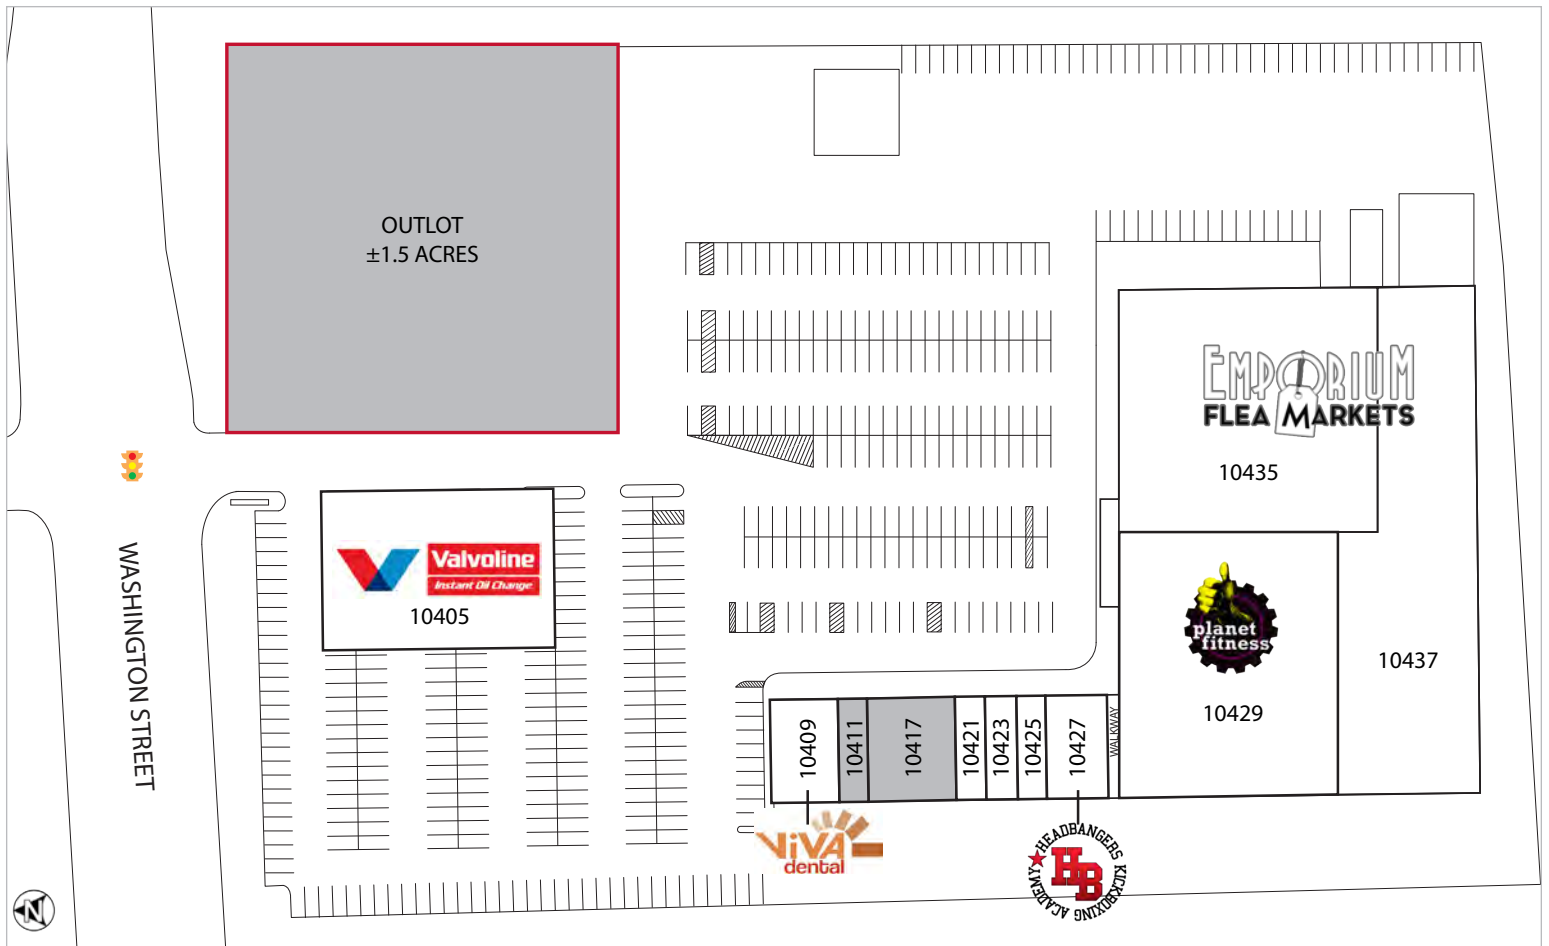 OUTLOT
±1.5 ACRES
EMPORIUM
FLEA MARKETS
10435
WASHINGTON STREET
Valvoline
Instant Oil Change
10405
planet
fitness
10429
10437
10409
10411
10417
10421
10423
10425
10427
WALKWAY
ViVA
dental
HEADBANGERS KICKBOXING ACADEMY
HB
N